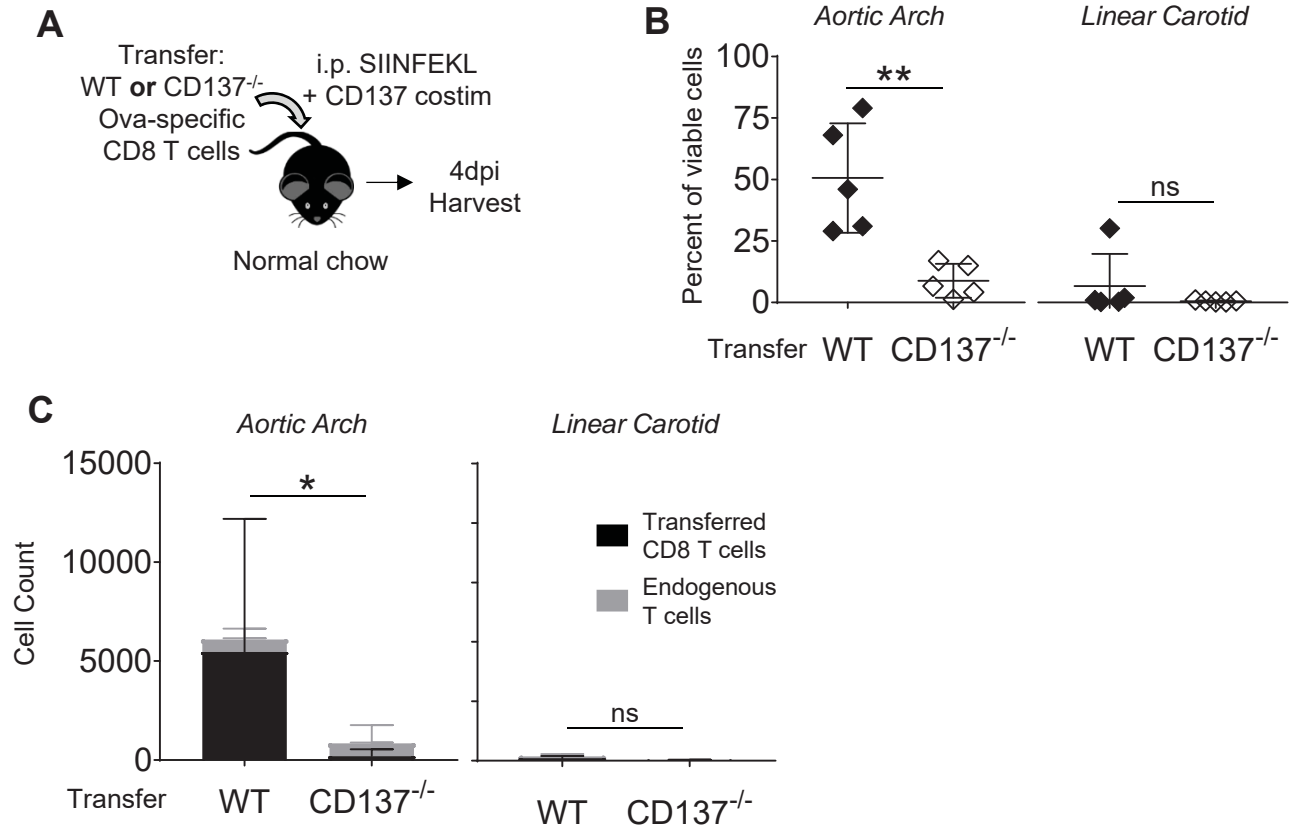 A
Transfer:
WT or CD137-/-
Ova-specific
CD8 T cells
i.p. SIINFEKL
+ CD137 costim
4dpi
Harvest
Normal chow
B
Aortic Arch
Linear Carotid
Percent of viable cells
100
75
50
25
0
**
ns
Transfer WT CD137-/- WT CD137-/-
C
Aortic Arch
Linear Carotid
Cell Count
15000
10000
5000
0
*
Transferred
CD8 T cells
Endogenous
T cells
ns
Transfer WT CD137-/- WT CD137-/-